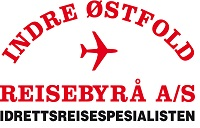 INDRE ØSTFOLD
REISEBYRÅ A/S
IDRETTSREISESPESIALISTEN